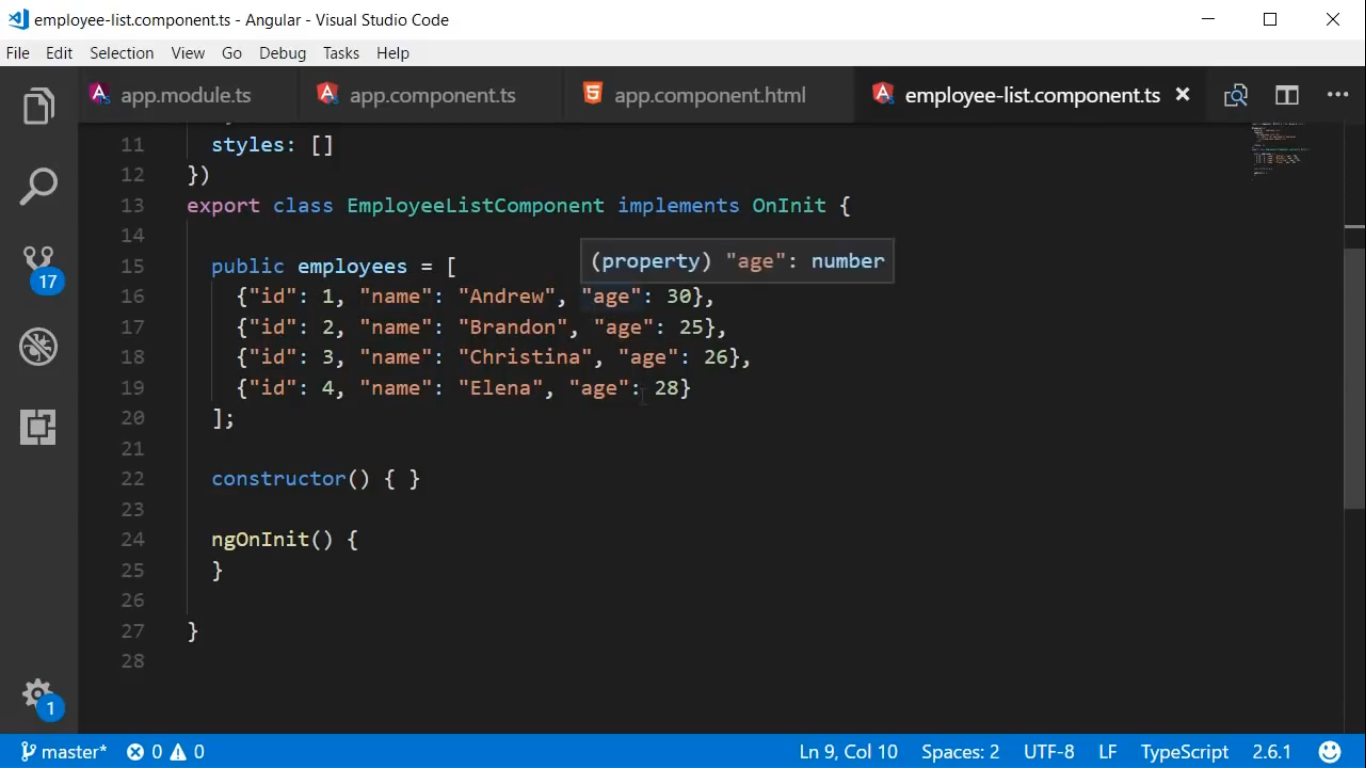 employee-list.component.ts - Angular - Visual Studio Code
File Edit Selection View Go Debug Tasks Help
app.module.ts app.component.ts app.component.html employee-list.component.ts
11 styles: []
12 })
13 export class EmployeeListComponent implements OnInit {
14
(property) "age": number
15 public employees = [
16 {"id": 1, "name": "Andrew", "age": 30},
17 {"id": 2, "name": "Brandon", "age": 25},
17
18 {"id": 3, "name": "Christina", "age": 26},
19 {"id": 4, "name": "Elena", "age": 28}
20 ];
21
22 constructor() { }
23
24 ngOnInit() {
25 }
26
27 }
28
1
master* 0 0 Ln 9, Col 10 Spaces: 2 UTF-8 LF TypeScript 2.6.1